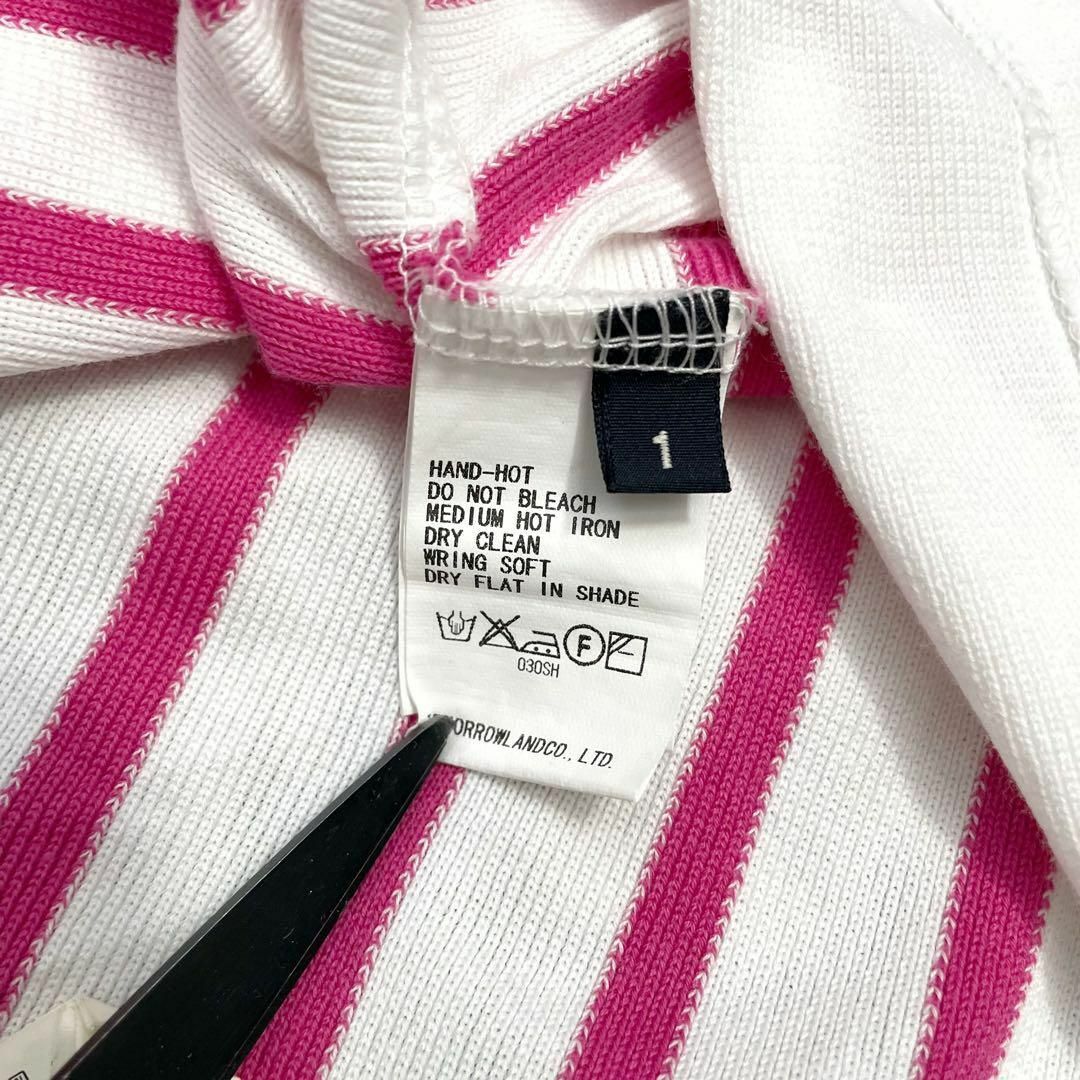 1
HAND-HOT
DO NOT BLEACH
MEDIUM HOT IRON
DRY CLEAN
WRING SOFT
DRY FLAT IN SHADE
F
030SH
LTD.